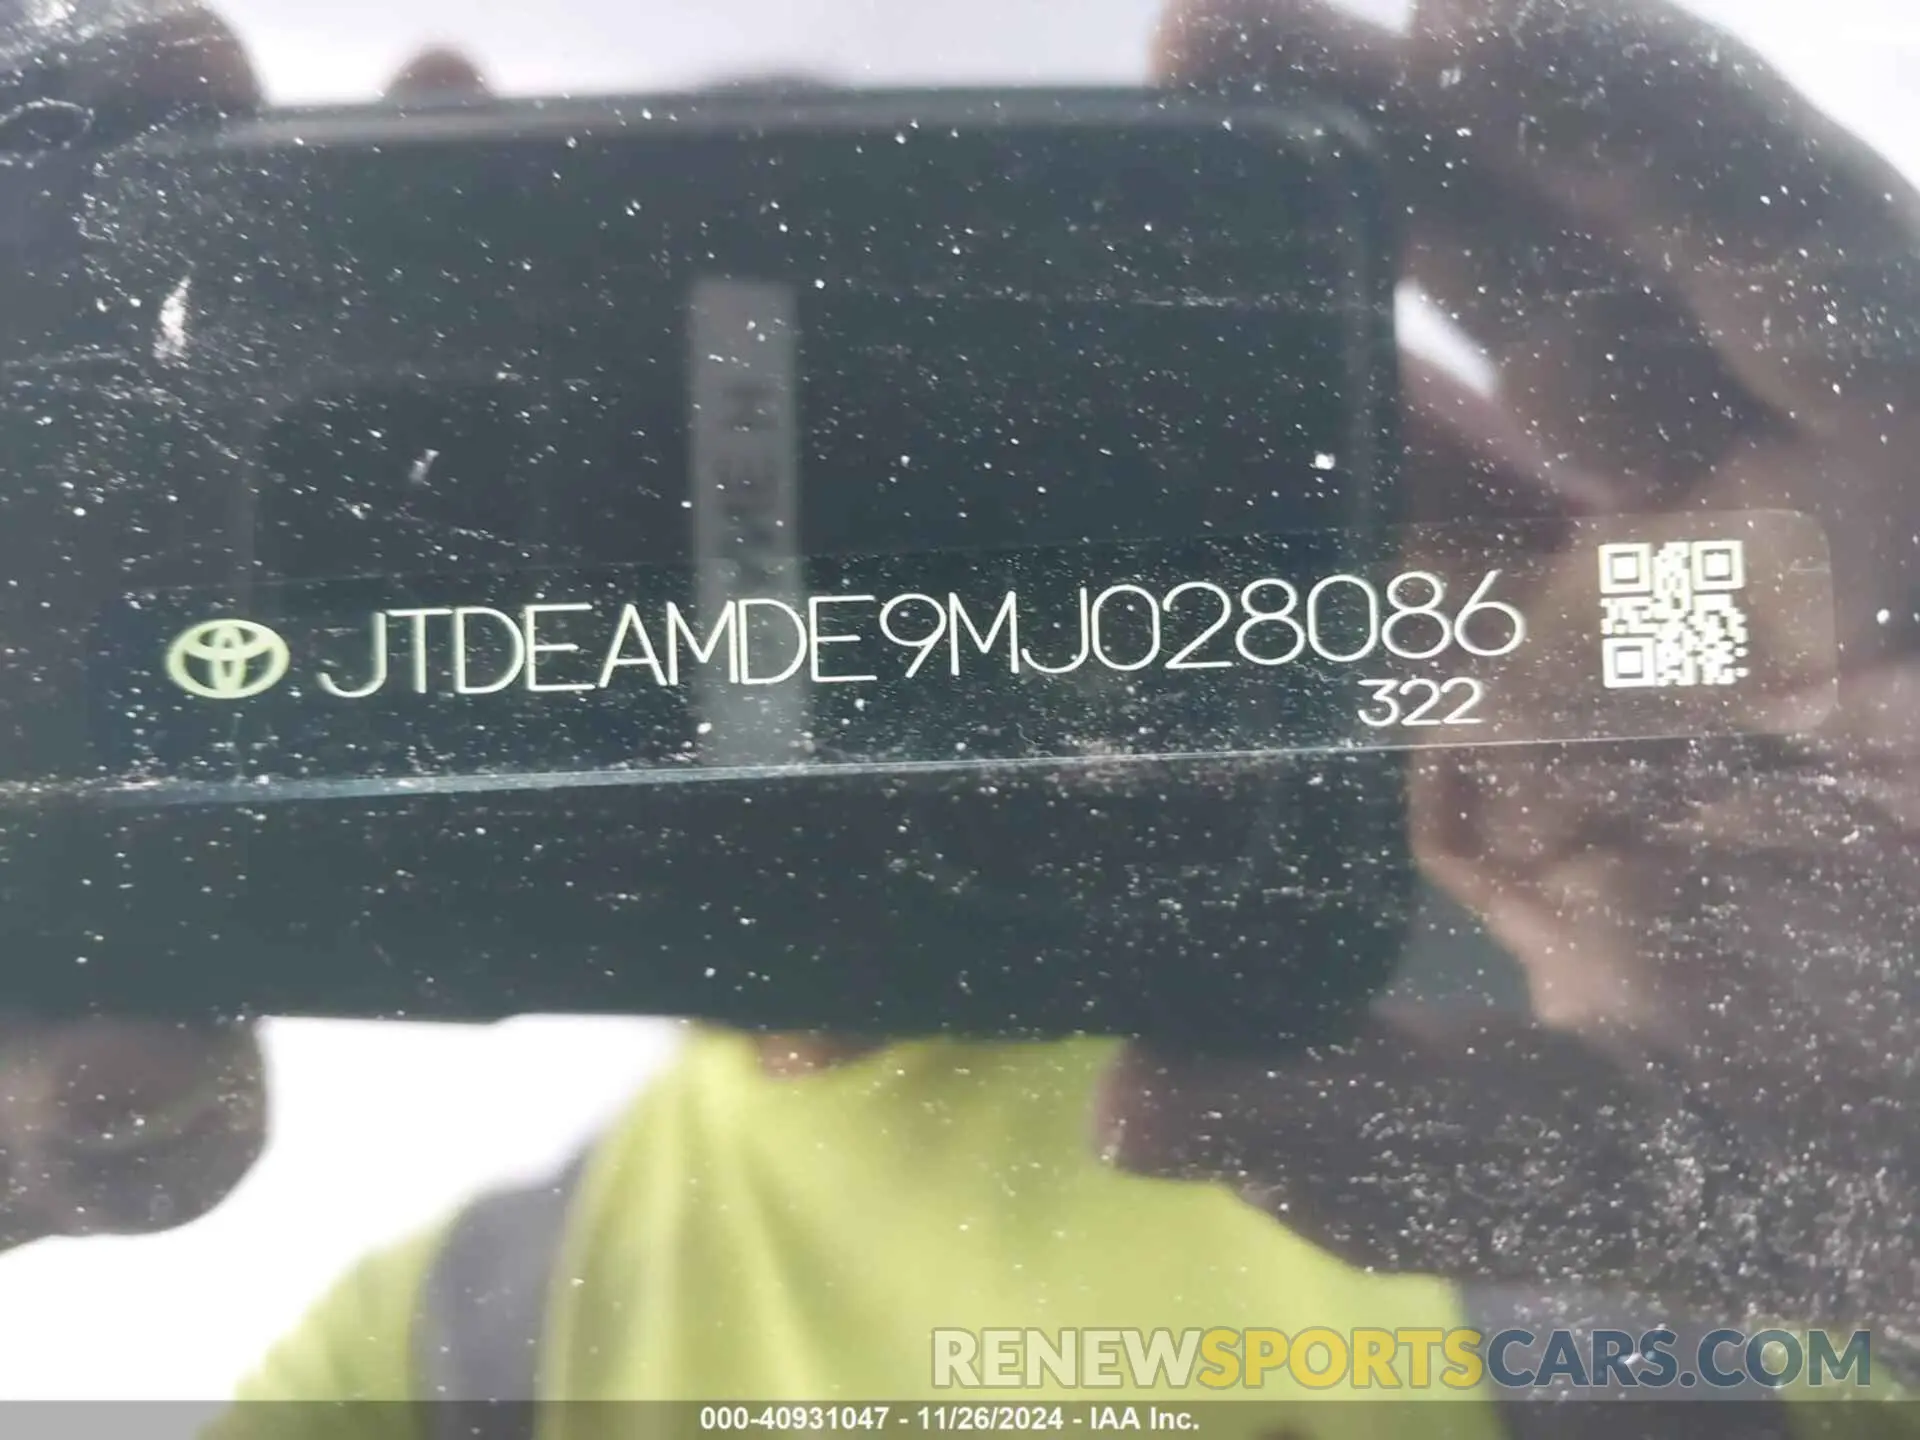 JTDEAMDE9MJ028086
322
RENEWSPORTSCARS.COM
000-40931047 - 11/26/2024 - IAA Inc.